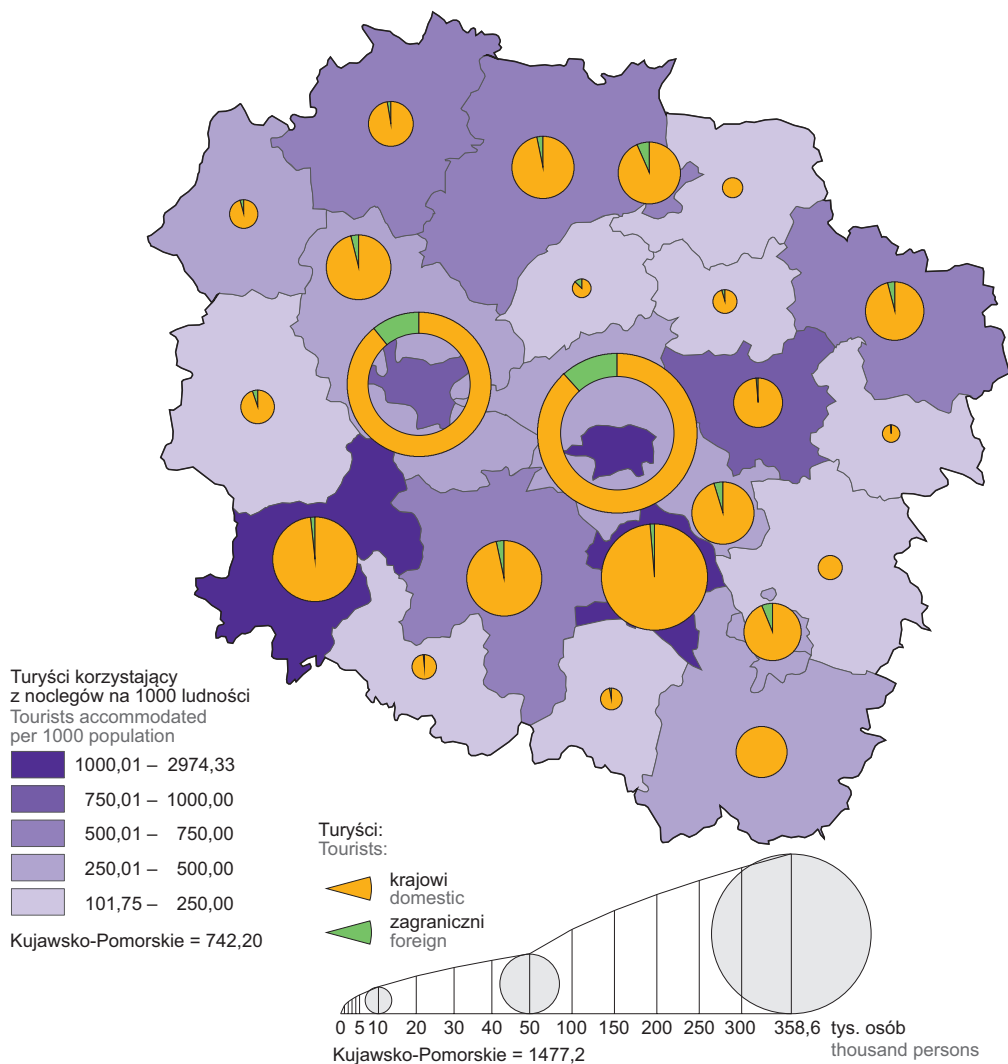 Turyści korzystający
z noclegów na 1000 ludności
Tourists accommodated
per 1000 population
1000,01 – 2974,33
750,01 – 1000,00
500,01 – 750,00
250,01 – 500,00
101,75 – 250,00
Kujawsko-Pomorskie = 742,20
Turyści:
Tourists:
krajowi
domestic
zagraniczni
foreign
0 5 10 20 30 40 50 100 150 200 250 300 358,6 tys. osób
thousand persons
Kujawsko-Pomorskie = 1477,2